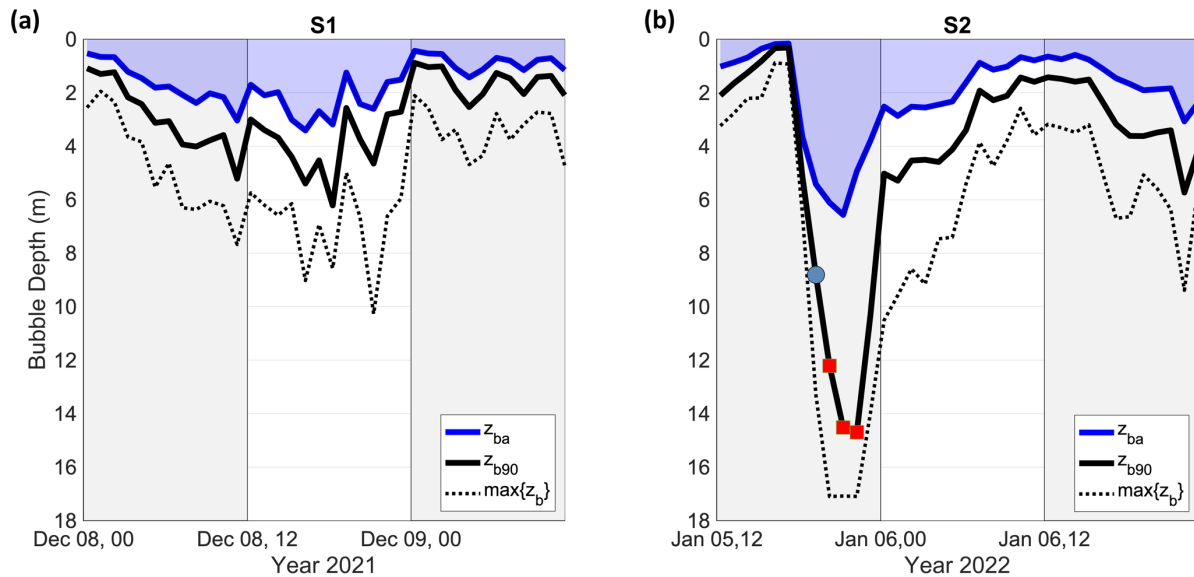 (a)
S1
0
2
4
6
8
10
12
14
16
18
Bubble Depth (m)
Dec 08, 00
Dec 08, 12
Dec 09, 00
Year 2021
z_ba
z_b90
max{z_b}
(b)
S2
0
2
4
6
8
10
12
14
16
18
Jan 05,12
Jan 06,00
Jan 06,12
Year 2022
z_ba
z_b90
max{z_b}